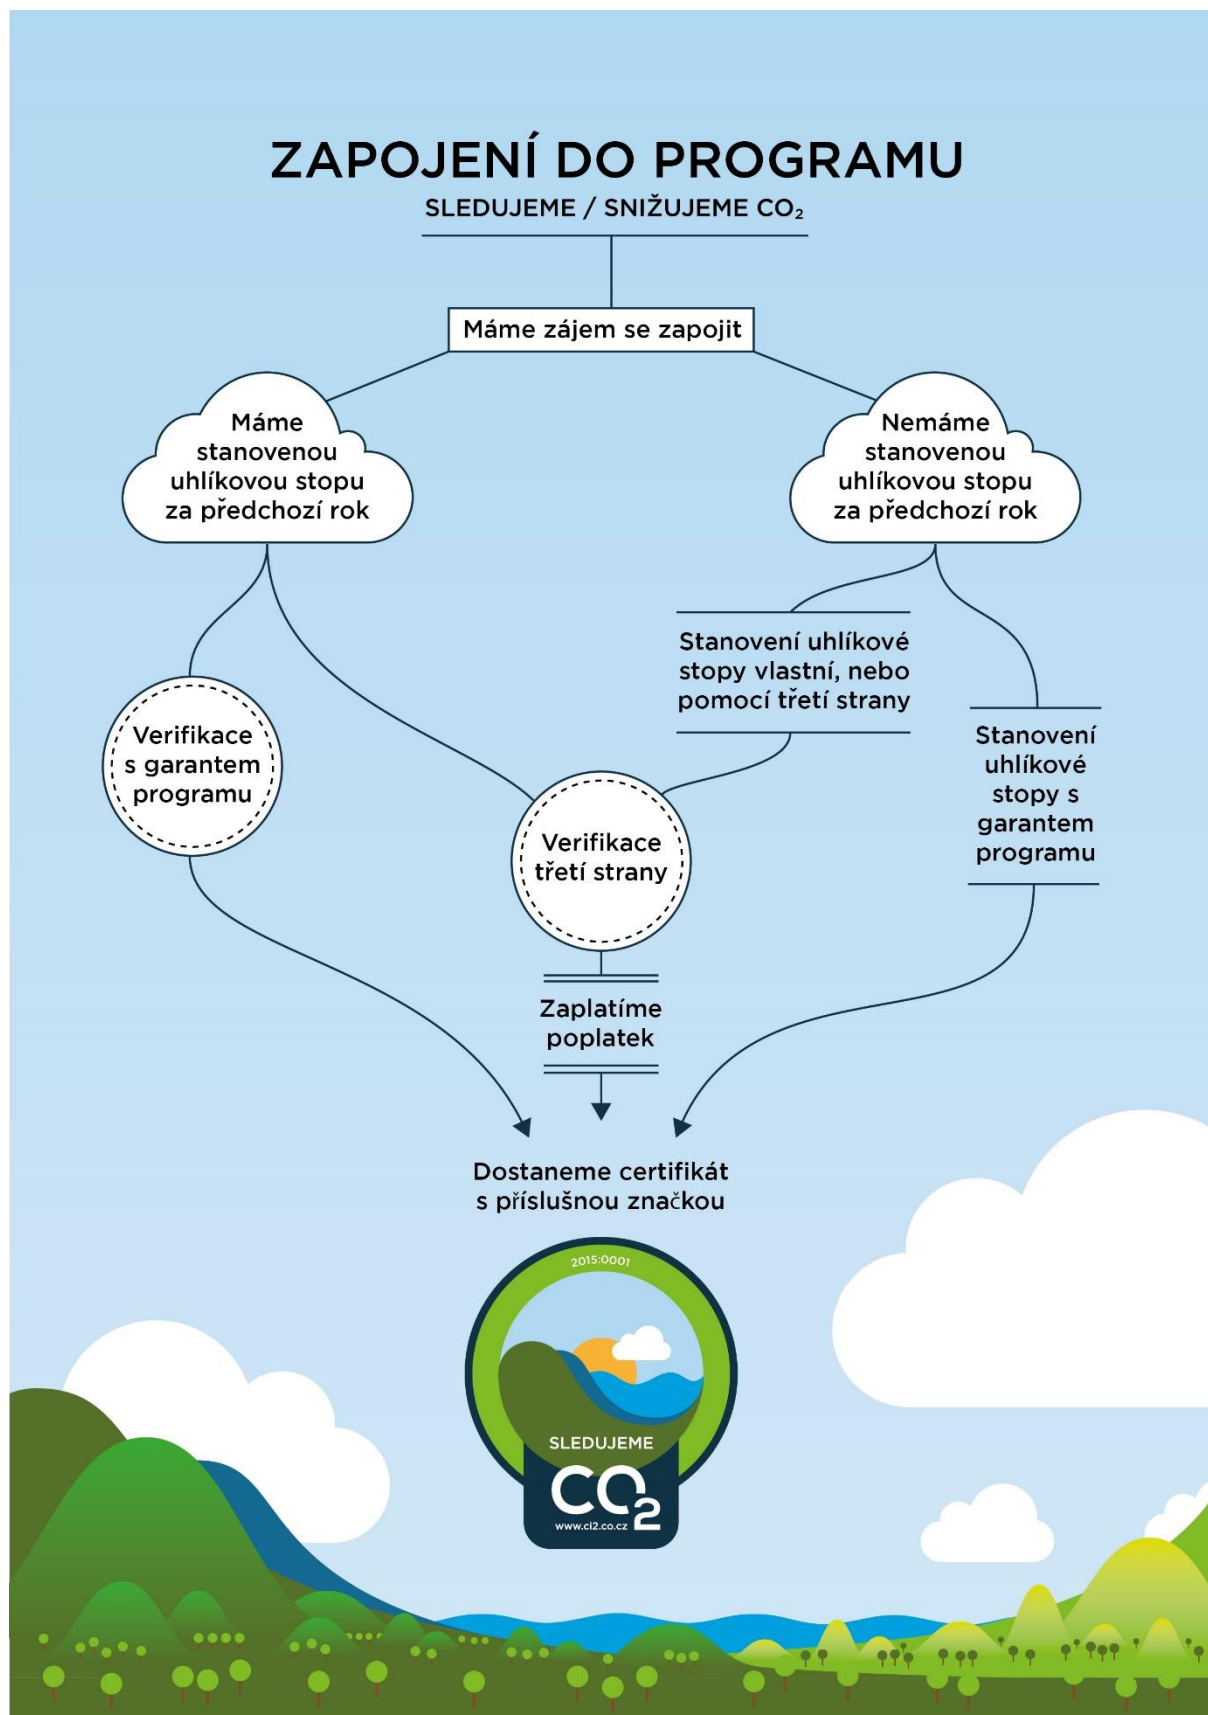 ZAPOJENÍ DO PROGRAMU
SLEDUJEME / SNIŽUJEME CO₂
Máme zájem se zapojit
Máme
stanovenou
uhlíkovou stopu
za předchozí rok
Nemáme
stanovenou
uhlíkovou stopu
za předchozí rok
Stanovení uhlíkové
stopy vlastní, nebo
pomocí třetí strany
Verifikace
s garantem
programu
Stanovení
uhlíkové
stopy s
garantem
programu
Verifikace
třetí strany
Zaplatíme
poplatek
Dostaneme certifikát
s příslušnou značkou
2015:0001
SLEDUJEME
CO₂
www.ci2.co.cz